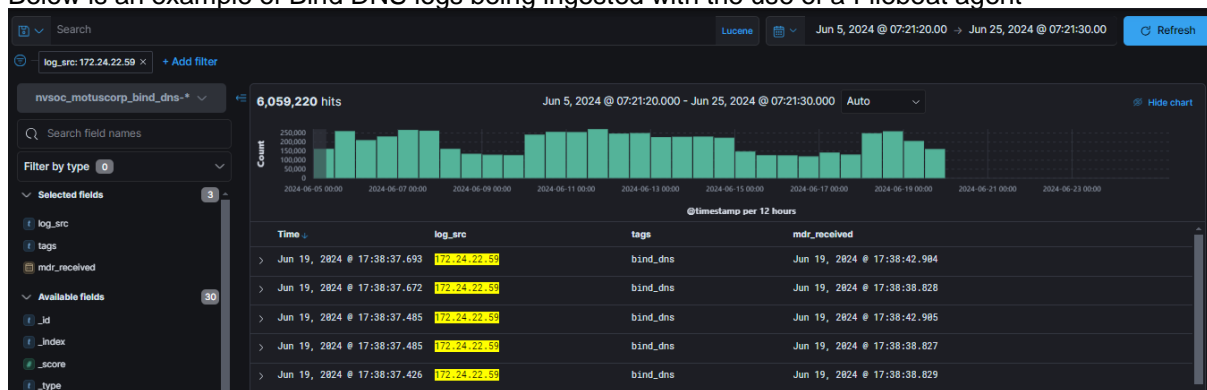 Below is an example of Bind DNS logs being ingested with the use of a Filebeat agent
Search
Lucene
Jun 5, 2024 @ 07:21:20.00 → Jun 25, 2024 @ 07:21:30.00
Refresh
log_src: 172.24.22.59 ×
+ Add filter
nvsoc_motuscorp_bind_dns-*
6,059,220 hits
Jun 5, 2024 @ 07:21:20.000 - Jun 25, 2024 @ 07:21:30.000
Auto
Hide chart
Search field names
Filter by type 0
Selected fields 3
log_src
tags
mdr_received
Available fields 30
_id
_index
_score
_type
Count
250,000
200,000
150,000
100,000
50,000
0
2024-06-05 00:00 2024-06-07 00:00 2024-06-09 00:00 2024-06-11 00:00 2024-06-13 00:00 2024-06-15 00:00 2024-06-17 00:00 2024-06-19 00:00 2024-06-21 00:00 2024-06-23 00:00
@timestamp per 12 hours
Time log_src tags mdr_received
Jun 19, 2024 @ 17:38:37.693 172.24.22.59 bind_dns Jun 19, 2024 @ 17:38:42.904
Jun 19, 2024 @ 17:38:37.672 172.24.22.59 bind_dns Jun 19, 2024 @ 17:38:38.828
Jun 19, 2024 @ 17:38:37.485 172.24.22.59 bind_dns Jun 19, 2024 @ 17:38:42.905
Jun 19, 2024 @ 17:38:37.485 172.24.22.59 bind_dns Jun 19, 2024 @ 17:38:38.827
Jun 19, 2024 @ 17:38:37.426 172.24.22.59 bind_dns Jun 19, 2024 @ 17:38:38.829